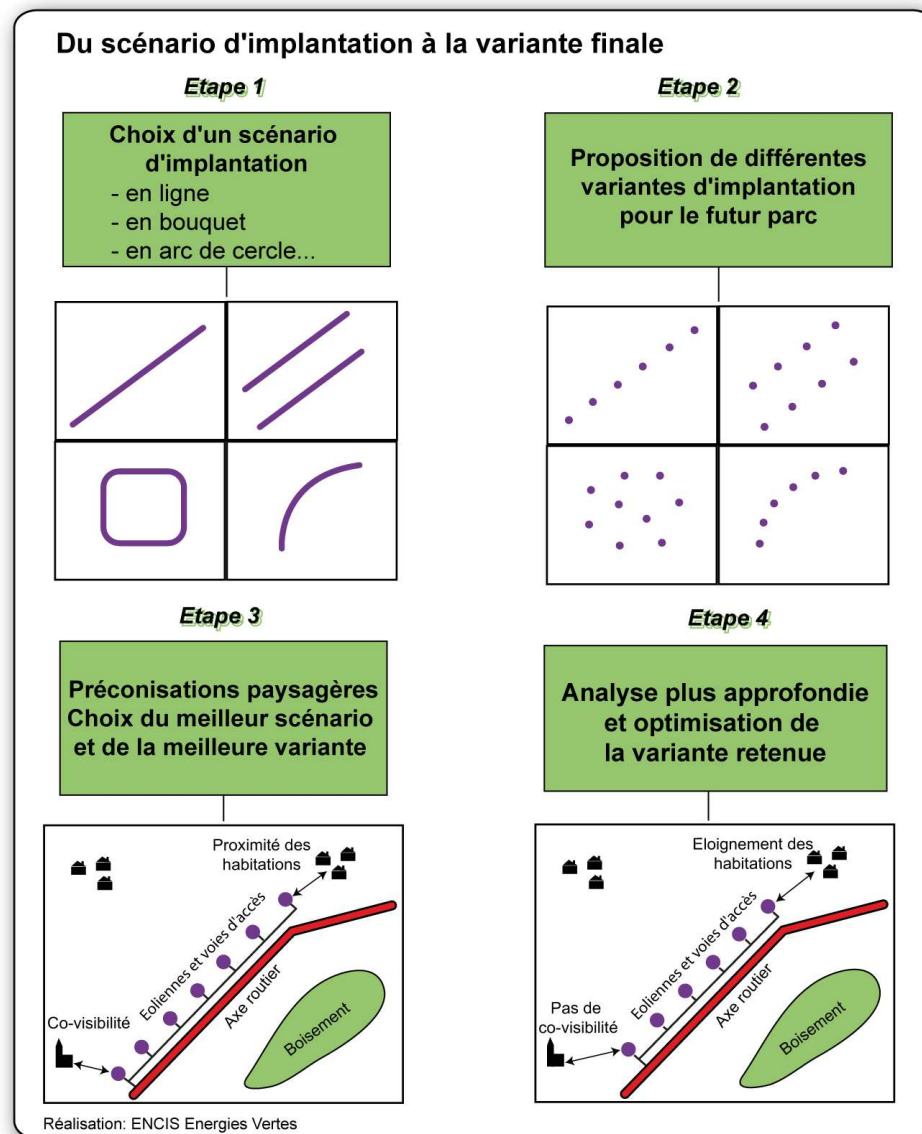 Du scénario d'implantation à la variante finale
Etape 1
Choix d'un scénario
d'implantation
- en ligne
- en bouquet
- en arc de cercle...
Etape 2
Proposition de différentes
variantes d'implantation
pour le futur parc
Etape 3
Préconisations paysagères
Choix du meilleur scénario
et de la meilleure variante
Proximité des
habitations
Eoliennes et voies d'accès
Axe routier
Co-visibilité
Boisement
Etape 4
Analyse plus approfondie
et optimisation de
la variante retenue
Eloignement des
habitations
Eoliennes et voies d'accès
Axe routier
Pas de
co-visibilité
Boisement
Réalisation: ENCIS Energies Vertes